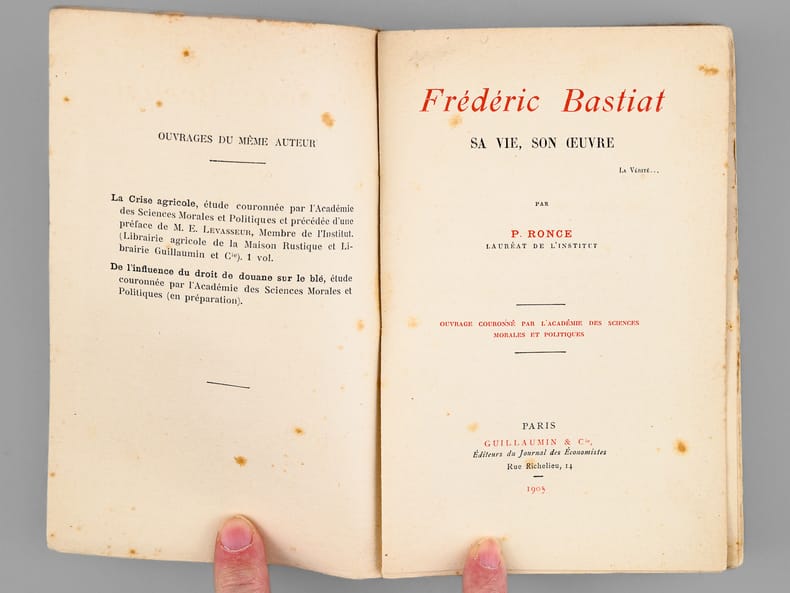 OUVRAGES DU MÊME AUTEUR
La Crise agricole, étude couronnée par l'Académie
des Sciences Morales et Politiques et précédée d'une
préface de M. E. Levasseur, Membre de l'Institut.
(Librairie agricole de la Maison Rustique et Li-
brairie Guillaumin et Cie). 1 vol.
De l'influence du droit de douane sur le blé, étude
couronnée par l'Académie des Sciences Morales et
Politiques (en préparation).
Frédéric Bastiat
SA VIE, SON ŒUVRE
La Vérité...
PAR
P. RONCE
LAURÉAT DE L'INSTITUT
OUVRAGE COURONNÉ PAR L'ACADÉMIE DES SCIENCES
MORALES ET POLITIQUES
PARIS
GUILLAUMIN & Cie,
Éditeurs du Journal des Économistes
Rue Richelieu, 14
1905